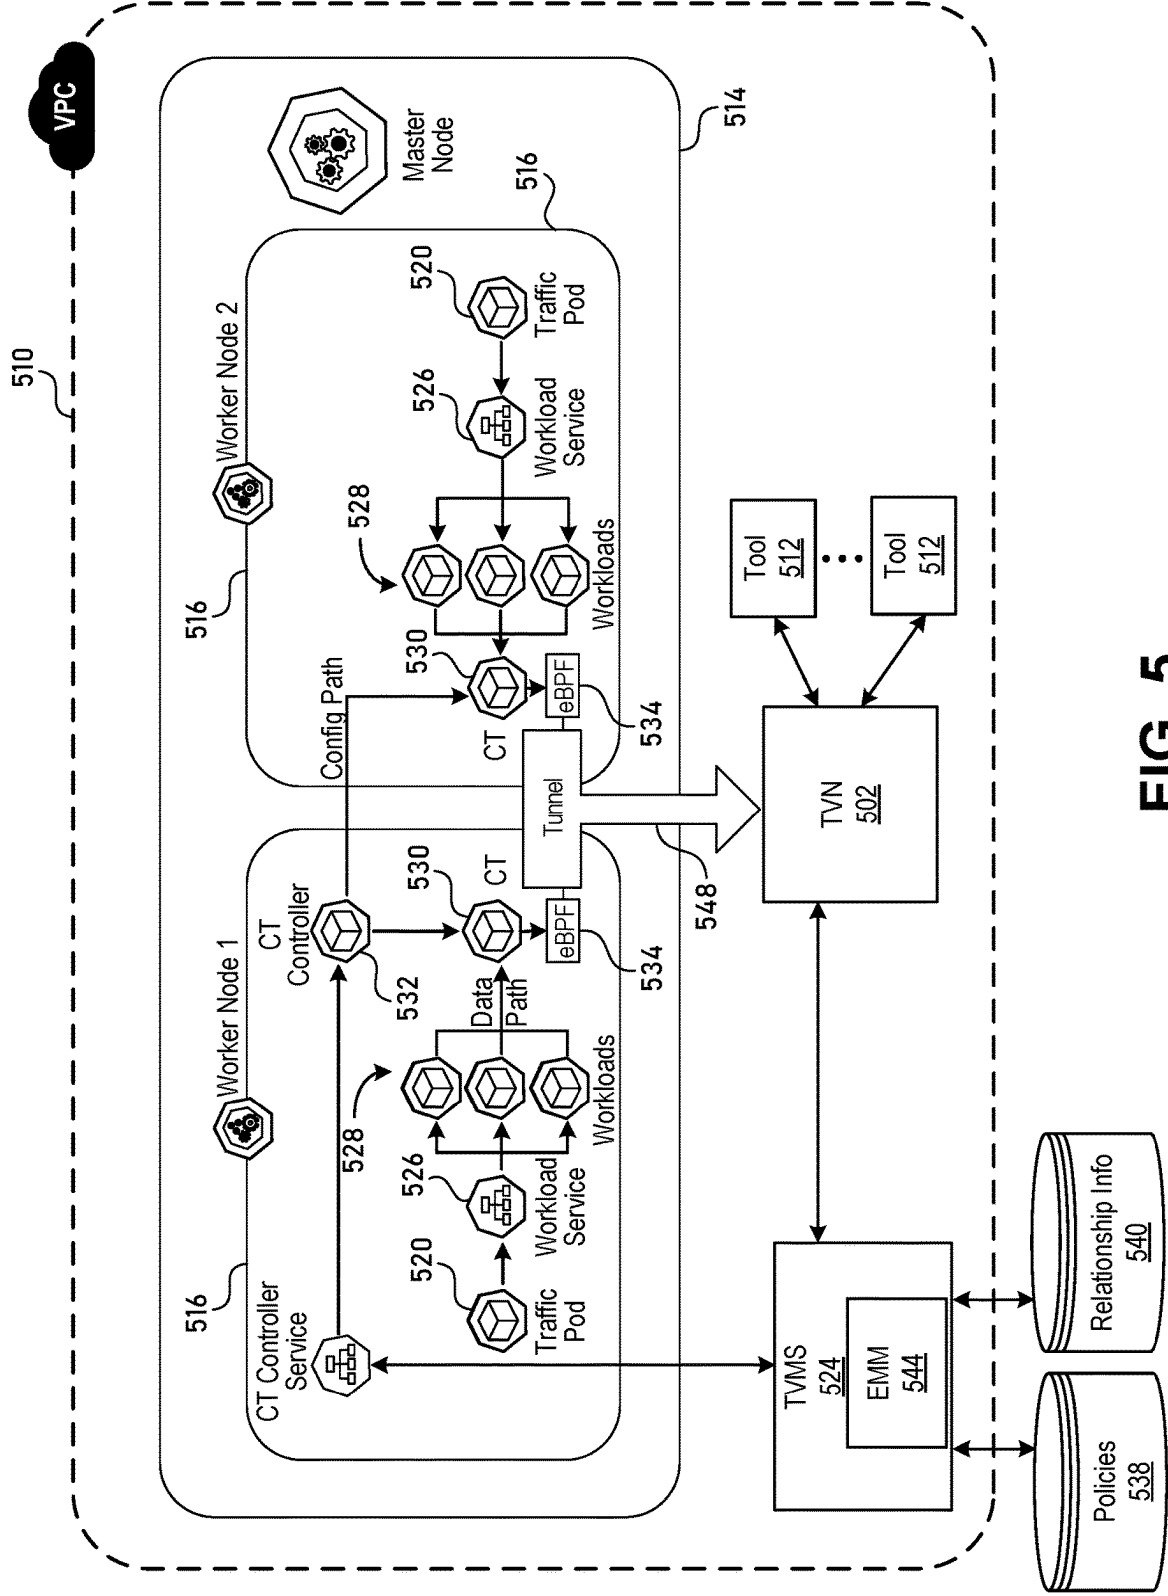 510
VPC
516
Worker Node 1
516
Worker Node 2
CT Controller
Service
CT
Controller
532
Config Path
528
528
520
526
530
530
526
520
Data
Path
CT
CT
Master
Node
Traffic
Pod
Workload
Service
Workloads
eBPF
Tunnel
eBPF
Workloads
Workload
Service
Traffic
Pod
516
534
534
548
514
TVMS
524
EMM
544
TVN
502
Tool
512
Tool
512
Policies
538
Relationship Info
540
FIG. 5